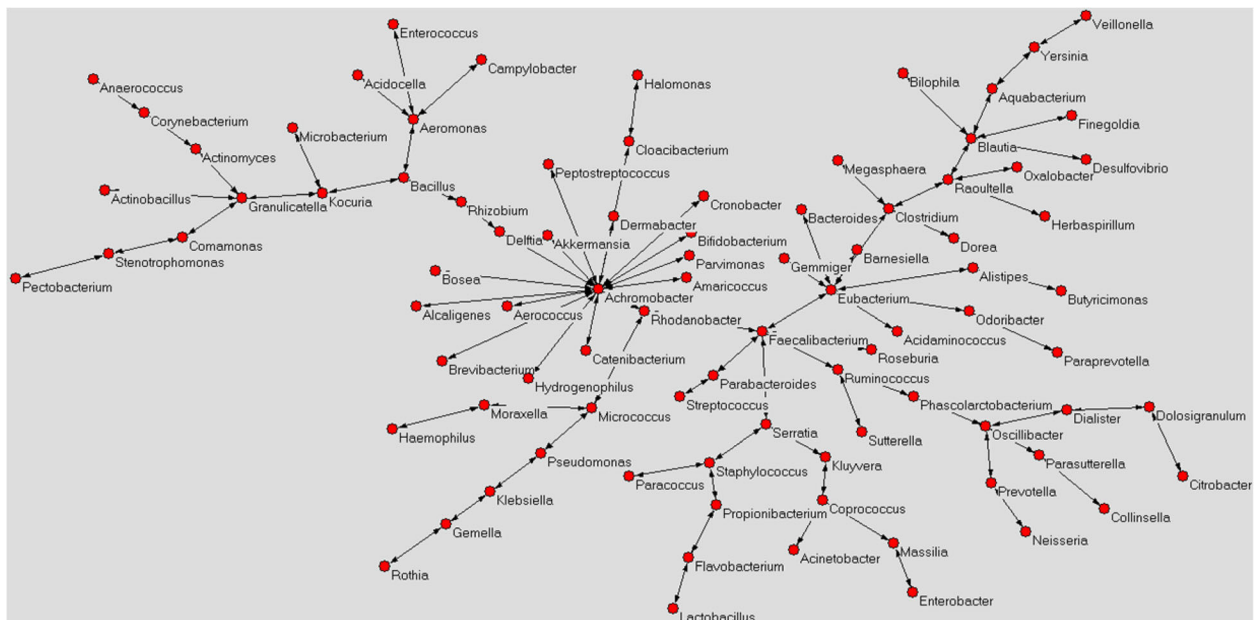 Veillonella
Enterococcus
Yersinia
Campylobacter
Acidocella
Halomonas
Bilophila
Anaerococcus
Aquabacterium
Corynebacterium
Finegoldia
Microbacterium
Aeromonas
Cloacibacterium
Blautia
Actinomyces
Desulfovibrio
Peptostreptococcus
Megasphaera
Oxalobacter
Bacillus
Raoultella
Actinobacillus
Kocuria
Granulicatella
Cronobacter
Rhizobium
Bacteroides
Clostridium
Herbaspirillum
Dermabacter
Delftia
Akkermansia
Bifidobacterium
Comamonas
Dorea
Stenotrophomonas
Barnesiella
Parvimonas
Gemmiger
Alistipes
Bosea
Pectobacterium
Amaricoccus
Achromobacter
Eubacterium
Butyricimonas
Alcaligenes
Aerococcus
Rhodanobacter
Odoribacter
Faecalibacterium
Acidaminococcus
Catenibacterium
Roseburia
Paraprevotella
Brevibacterium
Hydrogenophilus
Parabacteroides
Ruminococcus
Streptococcus
Phascolarctobacterium
Moraxella
Micrococcus
Dialister
Dolosigranulum
Haemophilus
Serratia
Sutterella
Oscillibacter
Pseudomonas
Staphylococcus
Kluyvera
Parasutterella
Paracoccus
Citrobacter
Klebsiella
Prevotella
Propionibacterium
Coprococcus
Collinsella
Gemella
Neisseria
Massilia
Acinetobacter
Flavobacterium
Rothia
Enterobacter
Lactobacillus